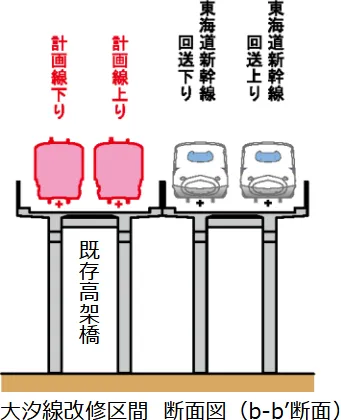 東海道新幹線
回送上り
東海道新幹線
回送下り
計画線上り
計画線下り
既存高架橋
大汐線改修区間 断面図（b-b’断面）